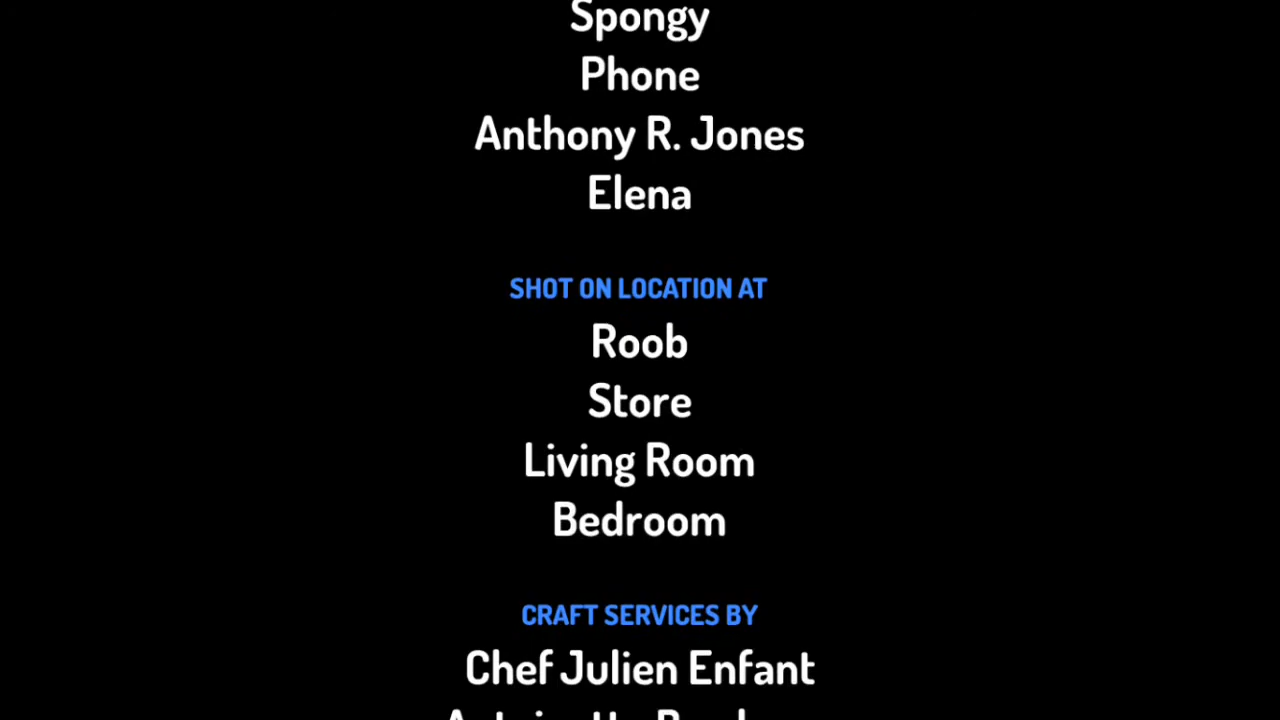 Spongy
Phone
Anthony R. Jones
Elena
SHOT ON LOCATION AT
Roob
Store
Living Room
Bedroom
CRAFT SERVICES BY
Chef Julien Enfant